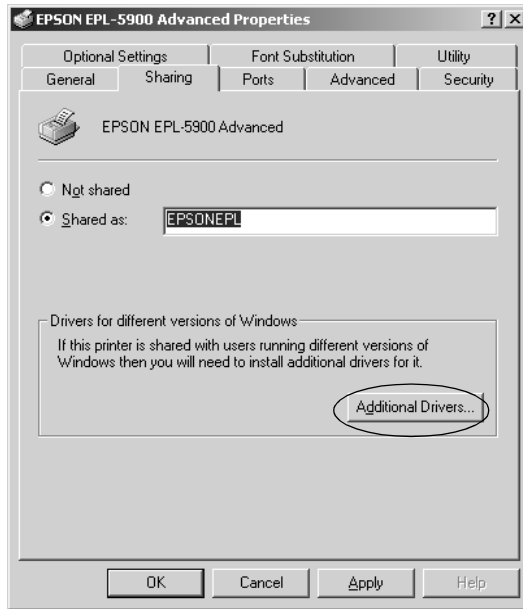 EPSON EPL-5900 Advanced Properties
Optional Settings Font Substitution Utility
General Sharing Ports Advanced Security
EPSON EPL-5900 Advanced
Not shared
Shared as: EPSONEPL
Drivers for different versions of Windows
If this printer is shared with users running different versions of
Windows then you will need to install additional drivers for it.
Additional Drivers...
OK Cancel Apply Help